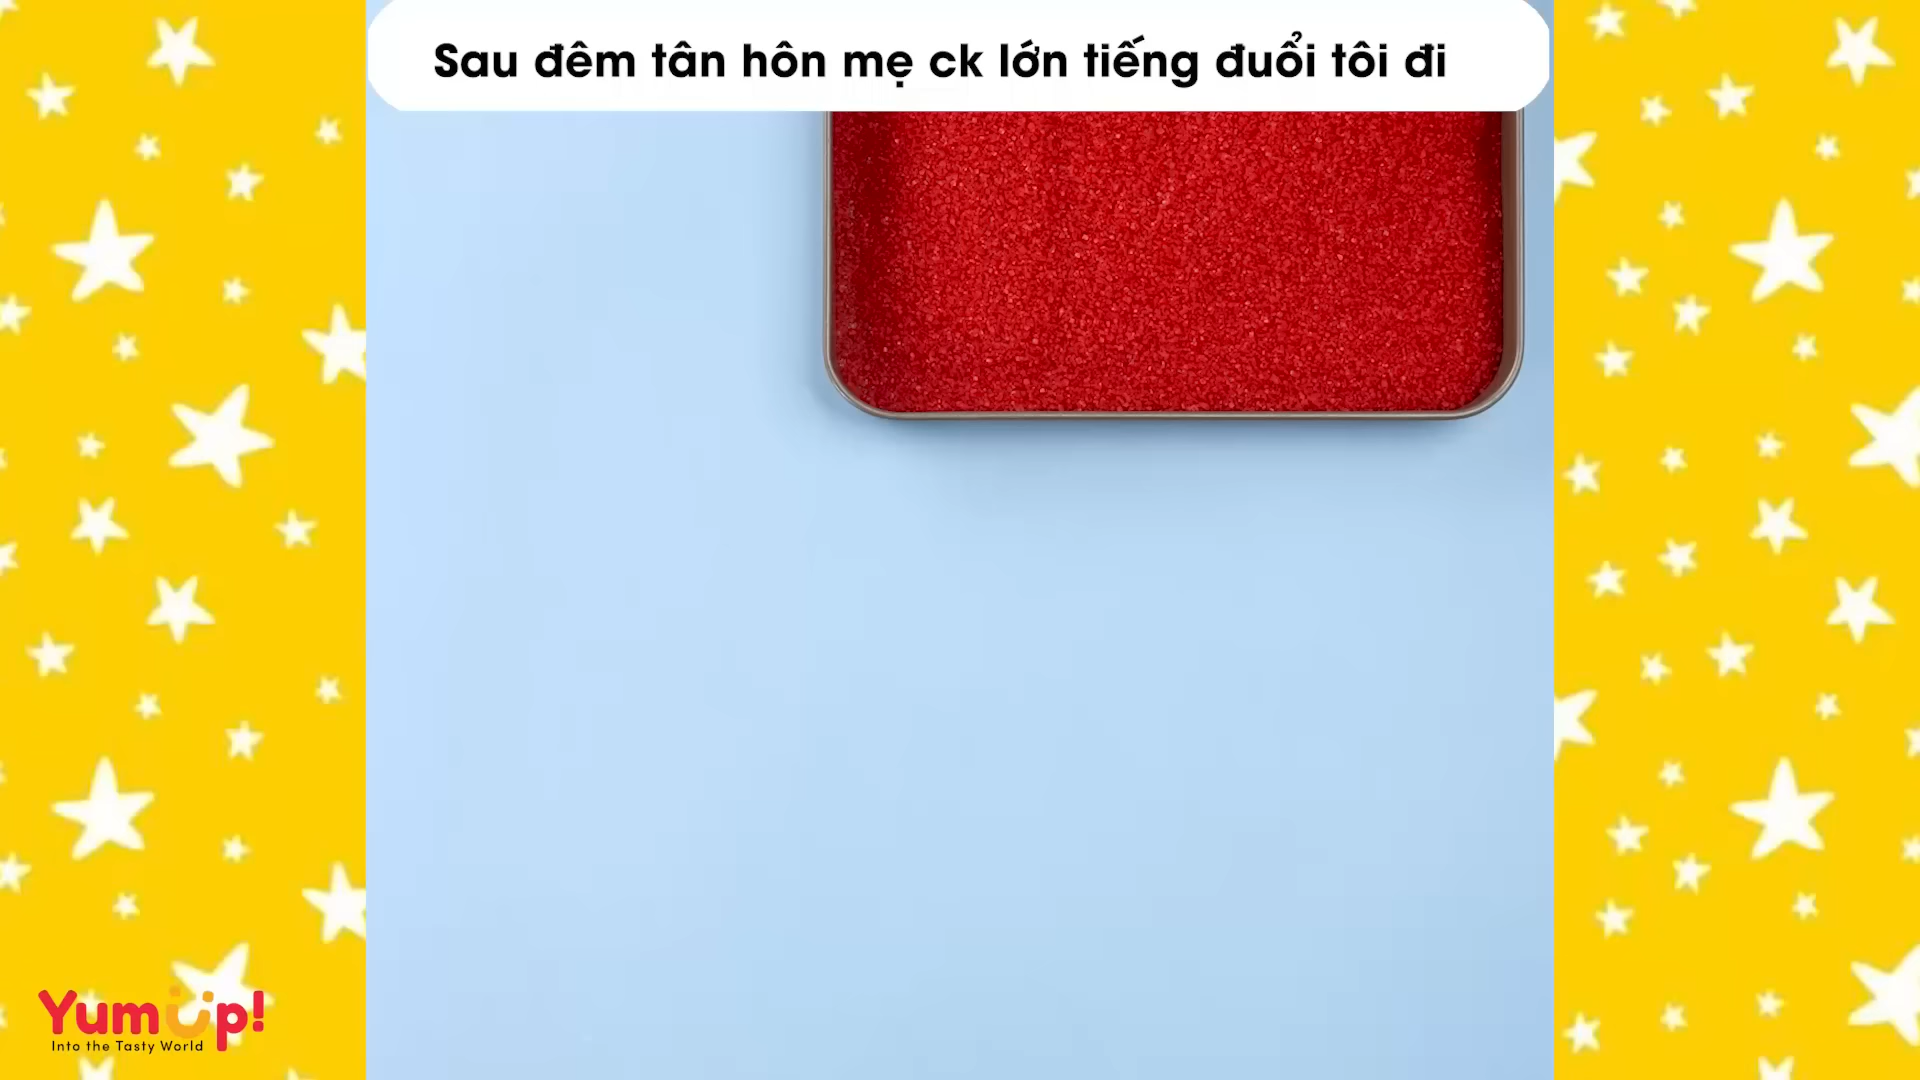 Sau đêm tân hôn mẹ ck lớn tiếng đuổi tôi đi
YumUp!
Into the Tasty World